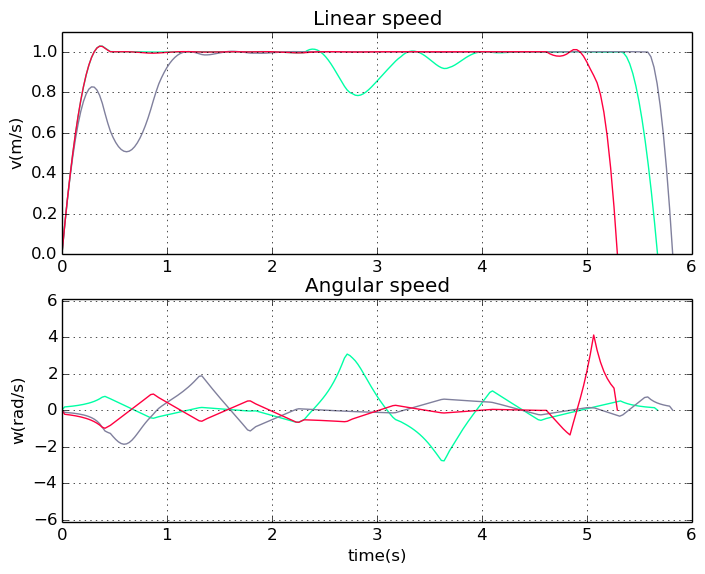 Linear speed
v(m/s)
1.0
0.8
0.6
0.4
0.2
0.0
0 1 2 3 4 5 6
Angular speed
w(rad/s)
6
4
2
0
−2
−4
−6
0 1 2 3 4 5 6
time(s)